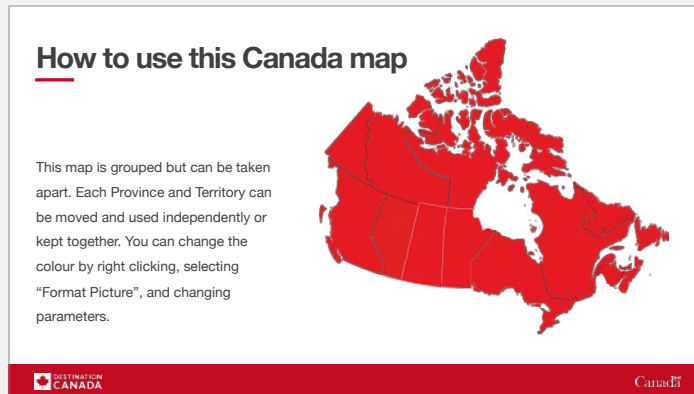 How to use this Canada map
This map is grouped but can be taken
apart. Each Province and Territory can
be moved and used independently or
kept together. You can change the
colour by right clicking, selecting
“Format Picture”, and changing
parameters.
DESTINATION
CANADA
Canada